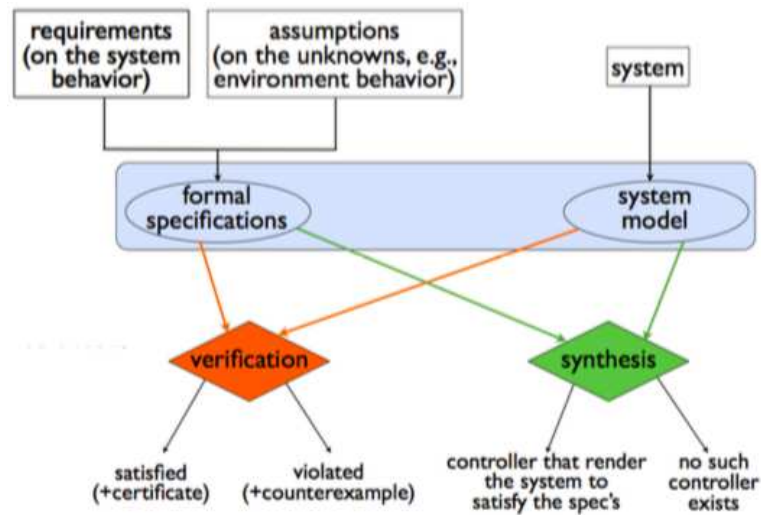 requirements
(on the system
behavior)
assumptions
(on the unknowns, e.g.,
environment behavior)
system
formal
specifications
system
model
verification
synthesis
satisfied
(+certificate)
violated
(+counterexample)
controller that render
the system to
satisfy the spec's
no such
controller
exists